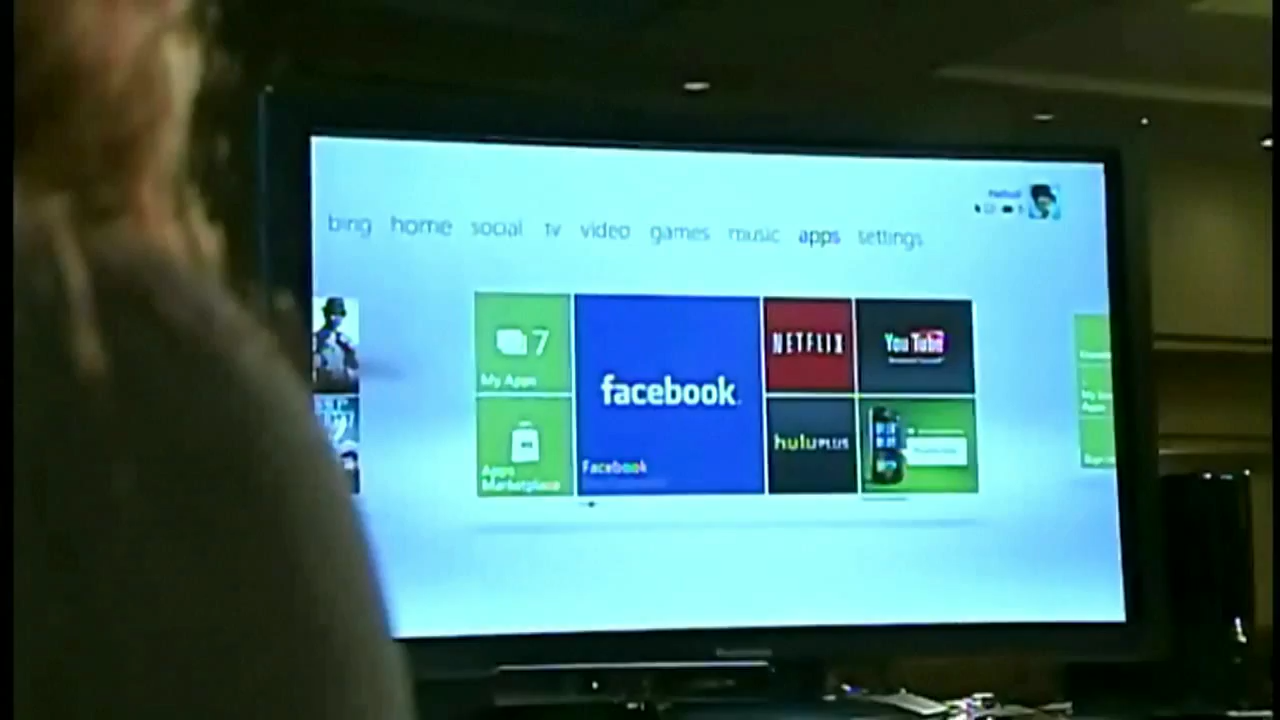 bing home social tv video games music apps settings
7
My Apps
facebook
Facebook
NETFLIX
YouTube
Apps
Marketplace
huluPLUS